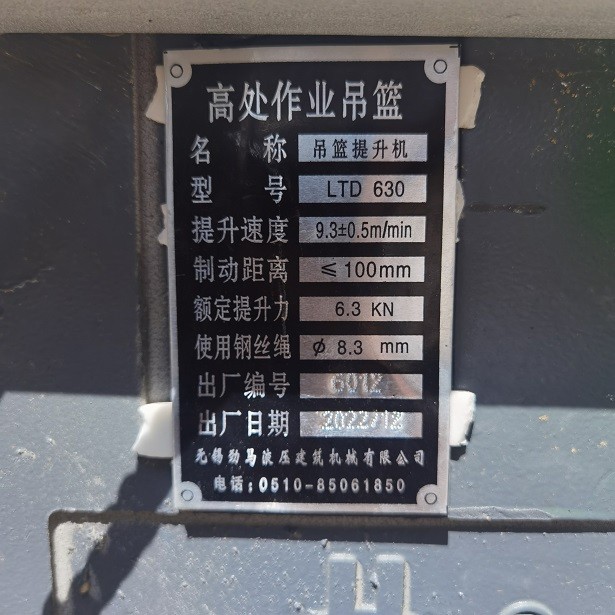 高处作业吊篮
名称 吊篮提升机
型号 LTD 630
提升速度 9.3±0.5m/min
制动距离 ≤100mm
额定提升力 6.3 KN
使用钢丝绳 ø 8.3 mm
出厂编号 6012
出厂日期 2022/12
无锡劲马液压建筑机械有限公司
电话:0510-85061850